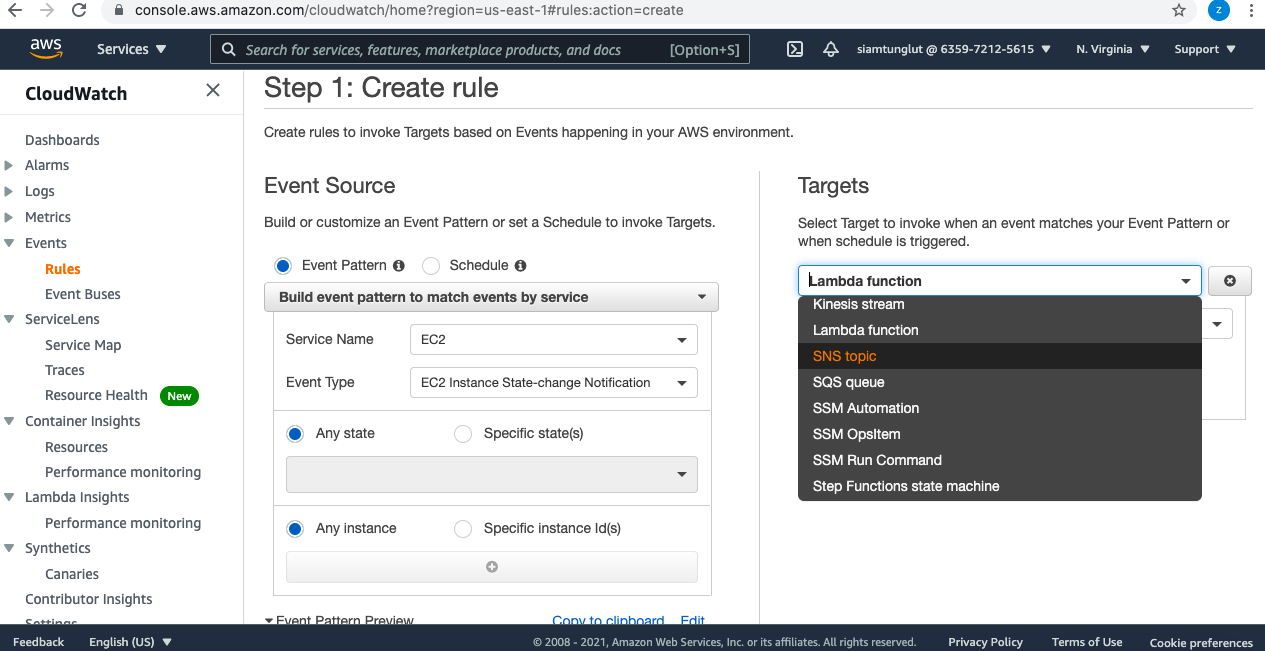 console.aws.amazon.com/cloudwatch/home?region=us-east-1#rules:action=create
z
aws
Services
Search for services, features, marketplace products, and docs
[Option+S]
siamtunglut @ 6359-7212-5615
N. Virginia
Support
CloudWatch
Dashboards
Alarms
Logs
Metrics
Events
Rules
Event Buses
ServiceLens
Service Map
Traces
Resource Health New
Container Insights
Resources
Performance monitoring
Lambda Insights
Performance monitoring
Synthetics
Canaries
Contributor Insights
Settings
Step 1: Create rule
Create rules to invoke Targets based on Events happening in your AWS environment.
Event Source
Build or customize an Event Pattern or set a Schedule to invoke Targets.
Event Pattern
Schedule
Build event pattern to match events by service
Service Name
EC2
Event Type
EC2 Instance State-change Notification
Any state
Specific state(s)
Any instance
Specific instance Id(s)
Event Pattern Preview
Copy to clipboard
Edit
Targets
Select Target to invoke when an event matches your Event Pattern or
when schedule is triggered.
Lambda function
Kinesis stream
Lambda function
SNS topic
SQS queue
SSM Automation
SSM OpsItem
SSM Run Command
Step Functions state machine
Feedback
English (US)
© 2008 - 2021, Amazon Web Services, Inc. or its affiliates. All rights reserved.
Privacy Policy
Terms of Use
Cookie preferences